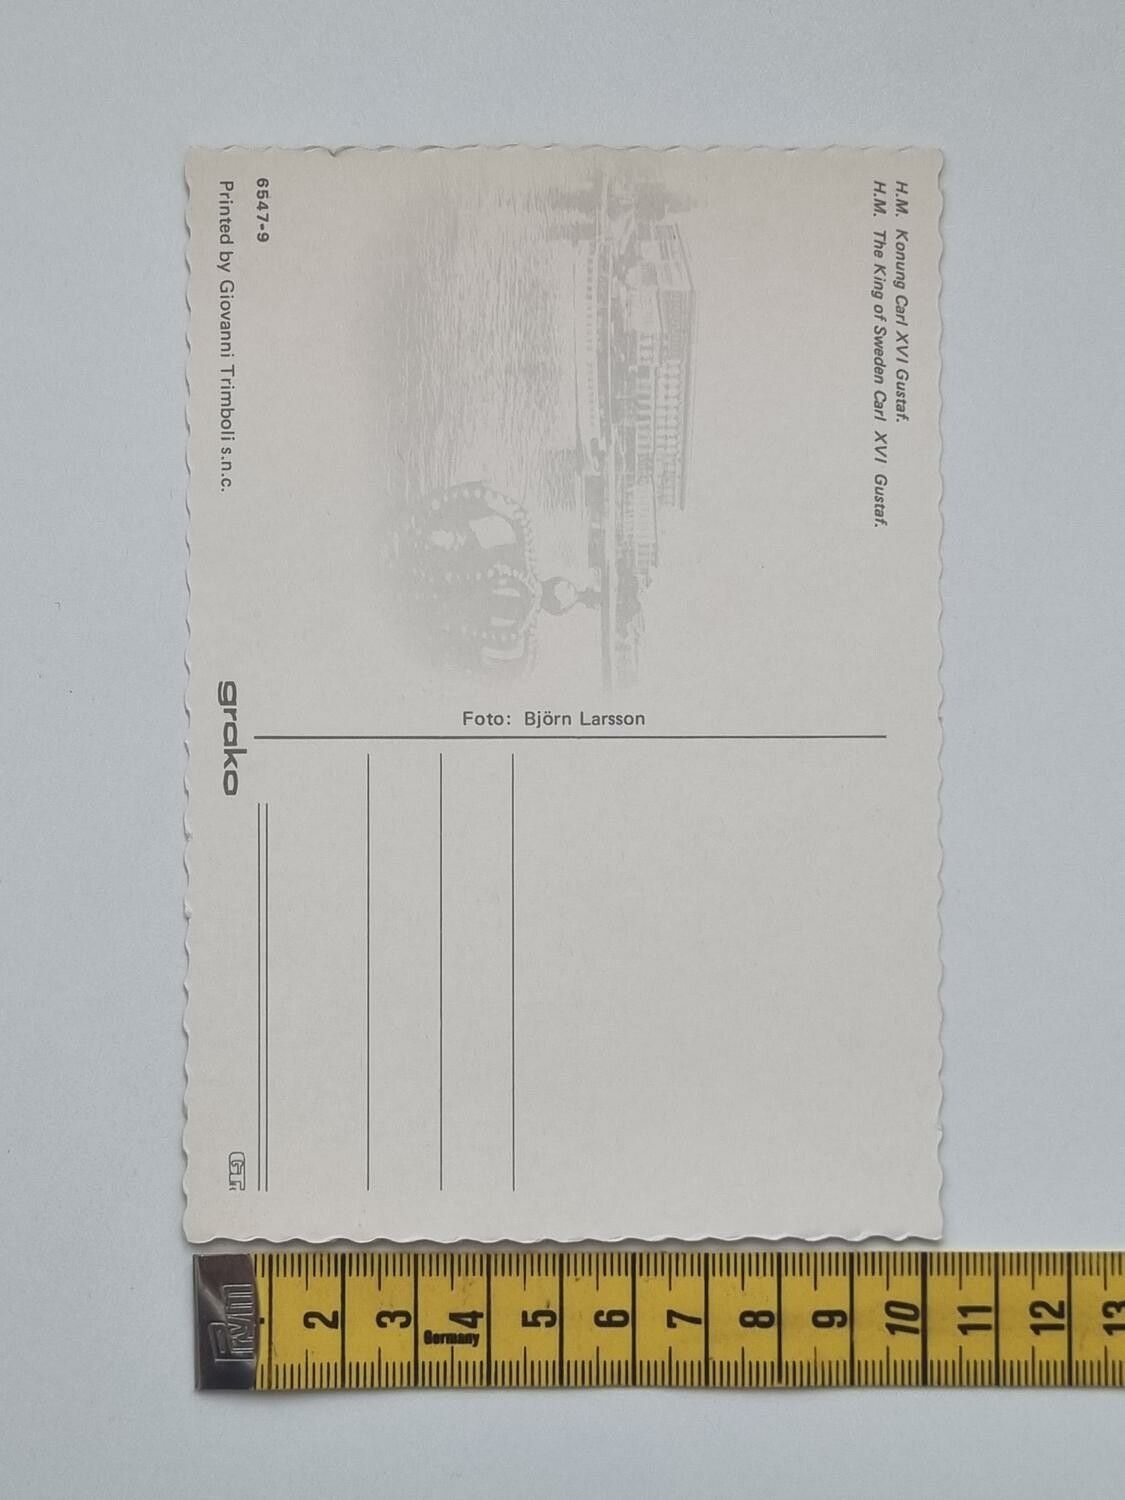 H.M. Konung Carl XVI Gustaf.
H.M. The King of Sweden Carl XVI Gustaf.
6547-9
Printed by Giovanni Trimboli s.n.c.
Foto: Björn Larsson
grako
2 3 4 5 6 7 8 9 10 11 12 13
Germany